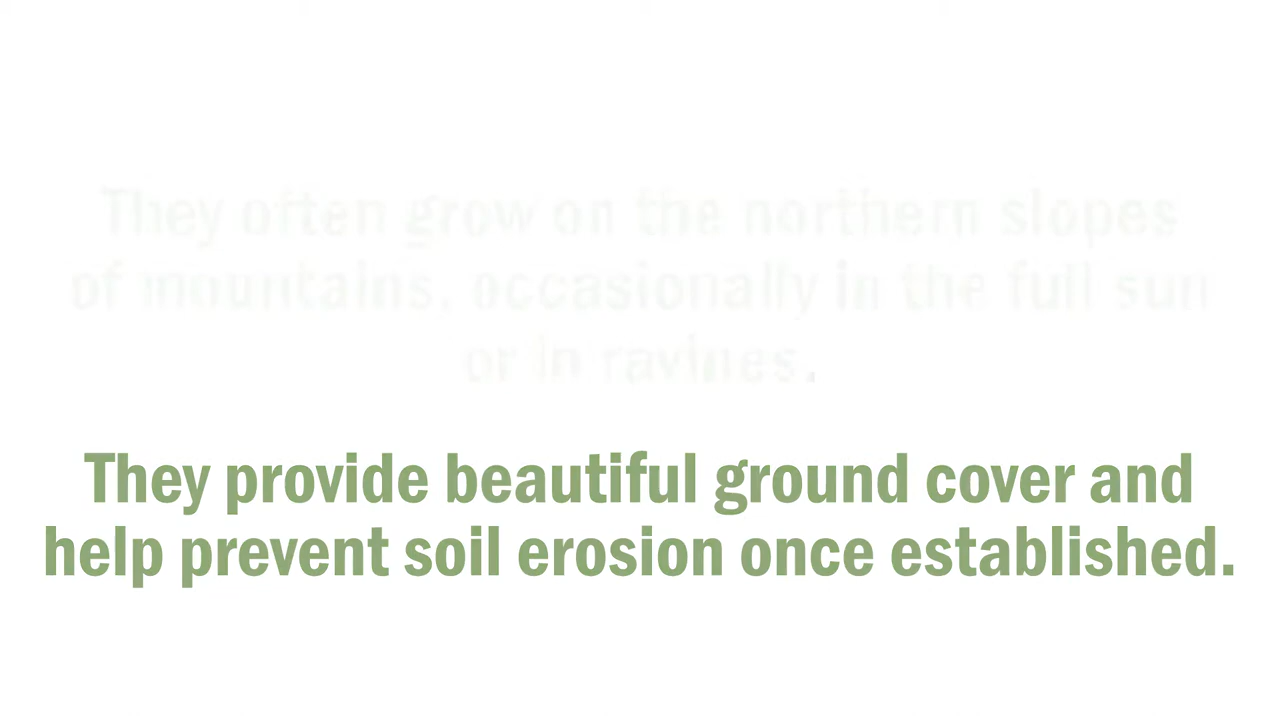 They often grow on the northern slopes
of mountains, occasionally in the full sun
or in ravines.
They provide beautiful ground cover and
help prevent soil erosion once established.